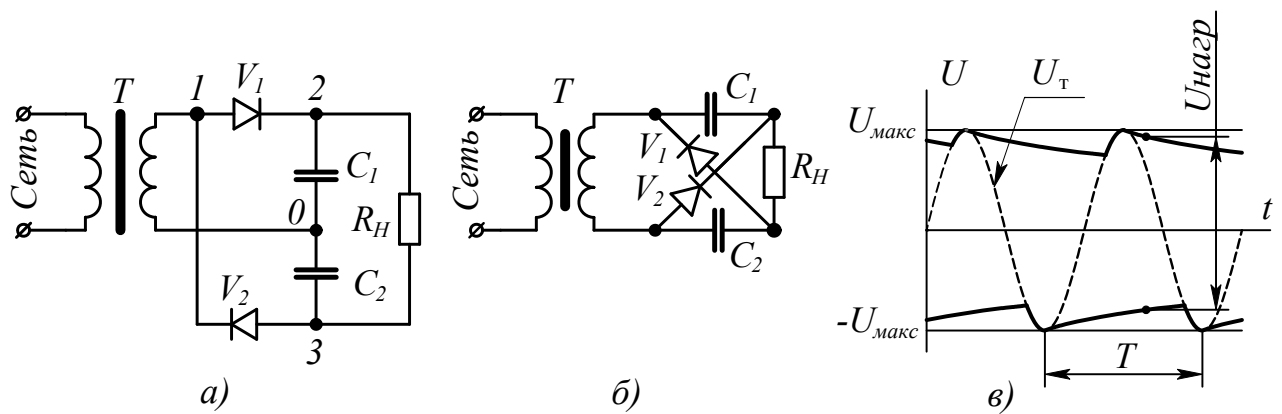 Сеть
T
1
V1
2
C1
0
RН
C2
V2
3
а)
Сеть
T
C1
V1
V2
RН
C2
б)
U
Uт
Uнагр
Uмакс
t
-Uмакс
T
в)